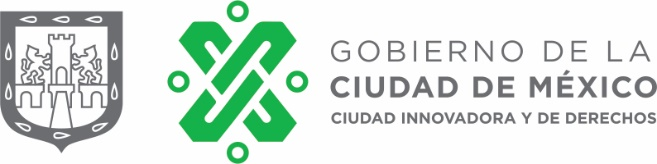 GOBIERNO DE LA
CIUDAD DE MÉXICO
CIUDAD INNOVADORA Y DE DERECHOS